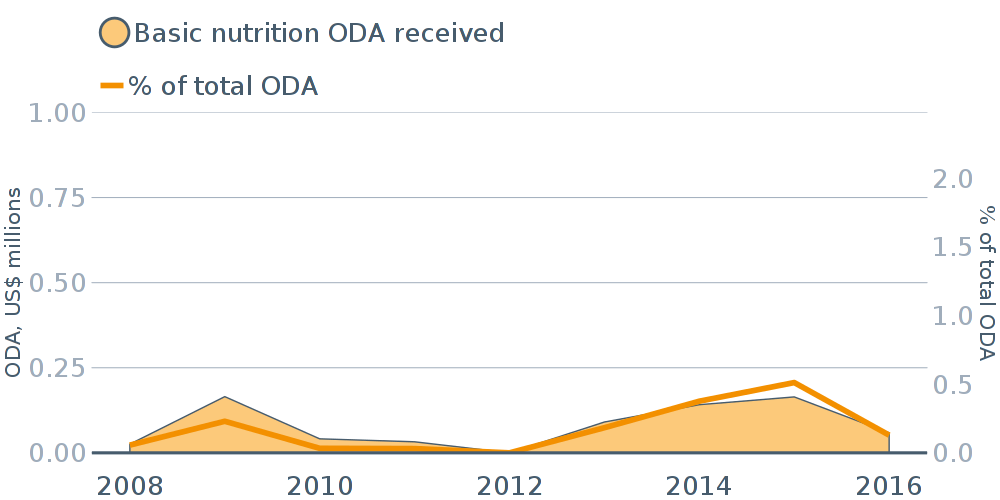 Basic nutrition ODA received
% of total ODA
1.00
0.75
0.50
0.25
0.00
ODA, US$ millions
2.0
1.5
1.0
0.5
0.0
% of total ODA
2008 2010 2012 2014 2016